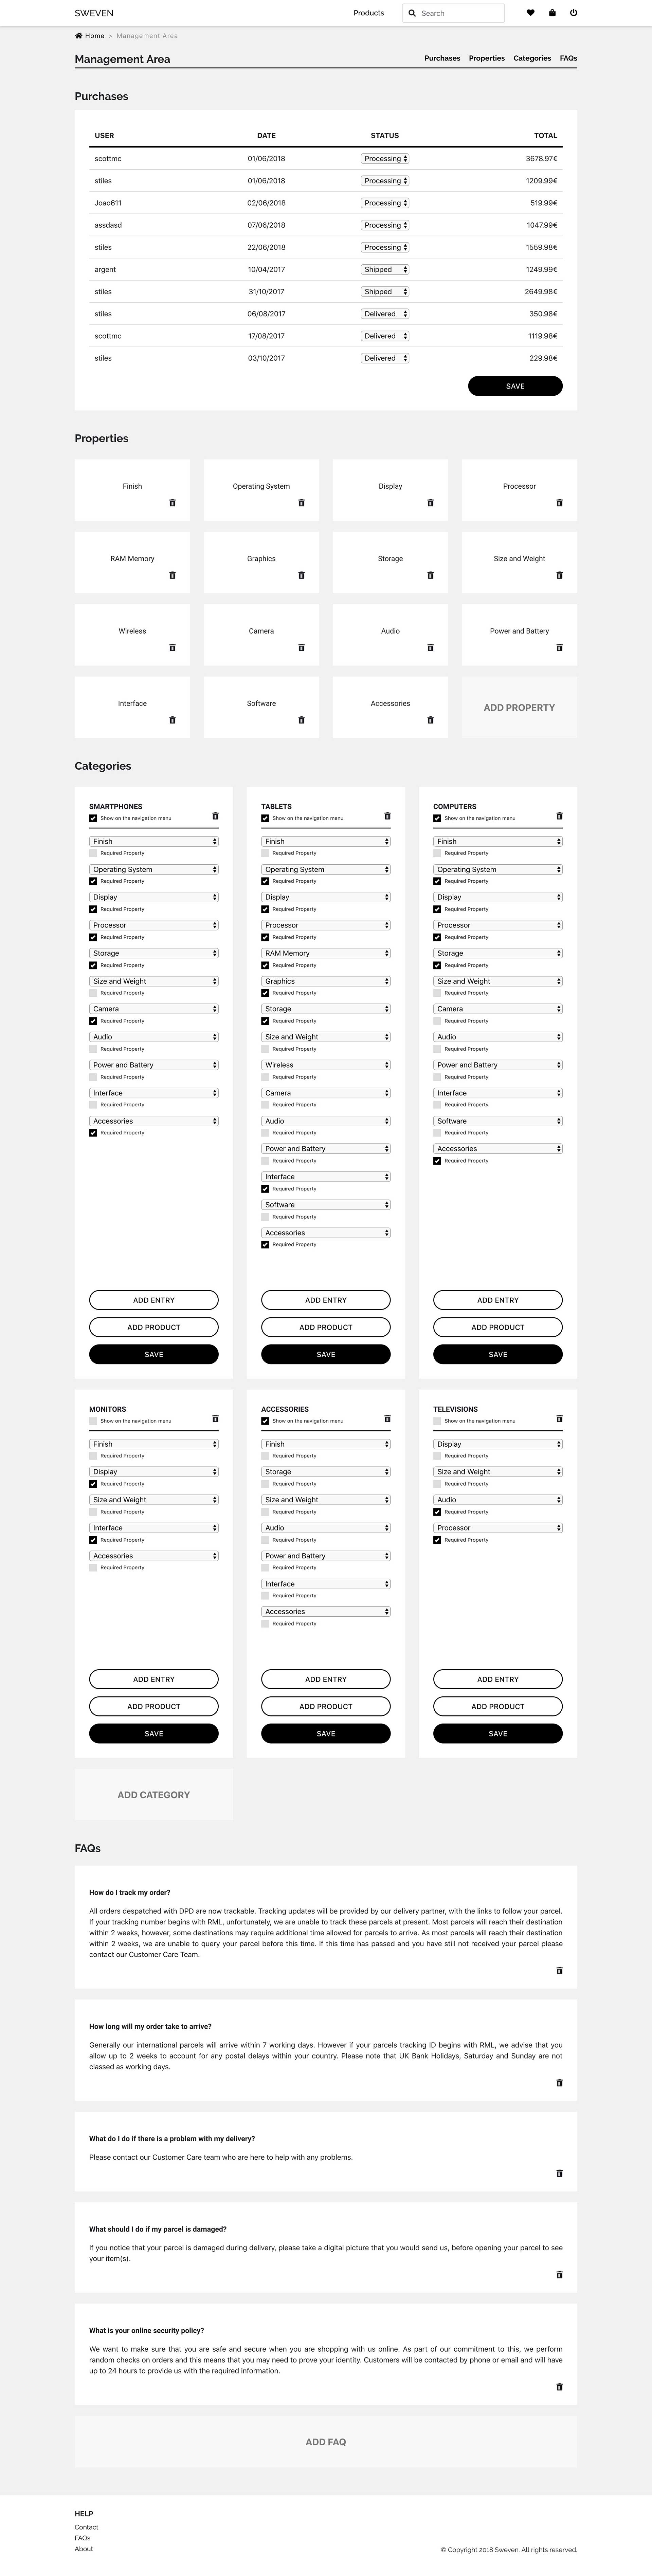 SWEVEN Products Search
Home > Management Area
Management Area Purchases Properties Categories FAQs
Purchases
USER DATE STATUS TOTAL
scottmc 01/06/2018 Processing 3678.97€
stiles 01/06/2018 Processing 1209.99€
Joao611 02/06/2018 Processing 519.99€
assdasd 07/06/2018 Processing 1047.99€
stiles 22/06/2018 Processing 1559.98€
argent 10/04/2017 Shipped 1249.99€
stiles 31/10/2017 Shipped 2649.98€
stiles 06/08/2017 Delivered 350.98€
scottmc 17/08/2017 Delivered 1119.98€
stiles 03/10/2017 Delivered 229.98€
SAVE
Properties
Finish Operating System Display Processor
RAM Memory Graphics Storage Size and Weight
Wireless Camera Audio Power and Battery
Interface Software Accessories ADD PROPERTY
Categories
SMARTPHONES
Show on the navigation menu
Finish
Required Property
Operating System
Required Property
Display
Required Property
Processor
Required Property
Storage
Required Property
Size and Weight
Required Property
Camera
Required Property
Audio
Required Property
Power and Battery
Required Property
Interface
Required Property
Accessories
Required Property
ADD ENTRY
ADD PRODUCT
SAVE
TABLETS
Show on the navigation menu
Finish
Required Property
Operating System
Required Property
Display
Required Property
Processor
Required Property
RAM Memory
Required Property
Graphics
Required Property
Storage
Required Property
Size and Weight
Required Property
Wireless
Required Property
Camera
Required Property
Audio
Required Property
Power and Battery
Required Property
Interface
Required Property
Software
Required Property
Accessories
Required Property
ADD ENTRY
ADD PRODUCT
SAVE
COMPUTERS
Show on the navigation menu
Finish
Required Property
Operating System
Required Property
Display
Required Property
Processor
Required Property
Storage
Required Property
Size and Weight
Required Property
Camera
Required Property
Audio
Required Property
Power and Battery
Required Property
Interface
Required Property
Software
Required Property
Accessories
Required Property
ADD ENTRY
ADD PRODUCT
SAVE
MONITORS
Show on the navigation menu
Finish
Required Property
Display
Required Property
Size and Weight
Required Property
Interface
Required Property
Accessories
Required Property
ADD ENTRY
ADD PRODUCT
SAVE
ACCESSORIES
Show on the navigation menu
Finish
Required Property
Storage
Required Property
Size and Weight
Required Property
Audio
Required Property
Power and Battery
Required Property
Interface
Required Property
Accessories
Required Property
ADD ENTRY
ADD PRODUCT
SAVE
TELEVISIONS
Show on the navigation menu
Display
Required Property
Size and Weight
Required Property
Audio
Required Property
Processor
Required Property
ADD ENTRY
ADD PRODUCT
SAVE
ADD CATEGORY
FAQs
How do I track my order?
All orders despatched with DPD are now trackable. Tracking updates will be provided by our delivery partner, with the links to follow your parcel.
If your tracking number begins with RML, unfortunately, we are unable to track these parcels at present. Most parcels will reach their destination
within 2 weeks, however, some destinations may require additional time allowed for parcels to arrive. As most parcels will reach their destination
within 2 weeks, we are unable to query your parcel before this time. If this time has passed and you have still not received your parcel please
contact our Customer Care Team.
How long will my order take to arrive?
Generally our international parcels will arrive within 7 working days. However if your parcels tracking ID begins with RML, we advise that you
allow up to 2 weeks to account for any postal delays within your country. Please note that UK Bank Holidays, Saturday and Sunday are not
classed as working days.
What do I do if there is a problem with my delivery?
Please contact our Customer Care team who are here to help with any problems.
What should I do if my parcel is damaged?
If you notice that your parcel is damaged during delivery, please take a digital picture that you would send us, before opening your parcel to see
your item(s).
What is your online security policy?
We want to make sure that you are safe and secure when you are shopping with us online. As part of our commitment to this, we perform
random checks on orders and this means that you may need to prove your identity. Customers will be contacted by phone or email and will have
up to 24 hours to provide us with the required information.
ADD FAQ
HELP
Contact
FAQs
About
© Copyright 2018 Sweven. All rights reserved.